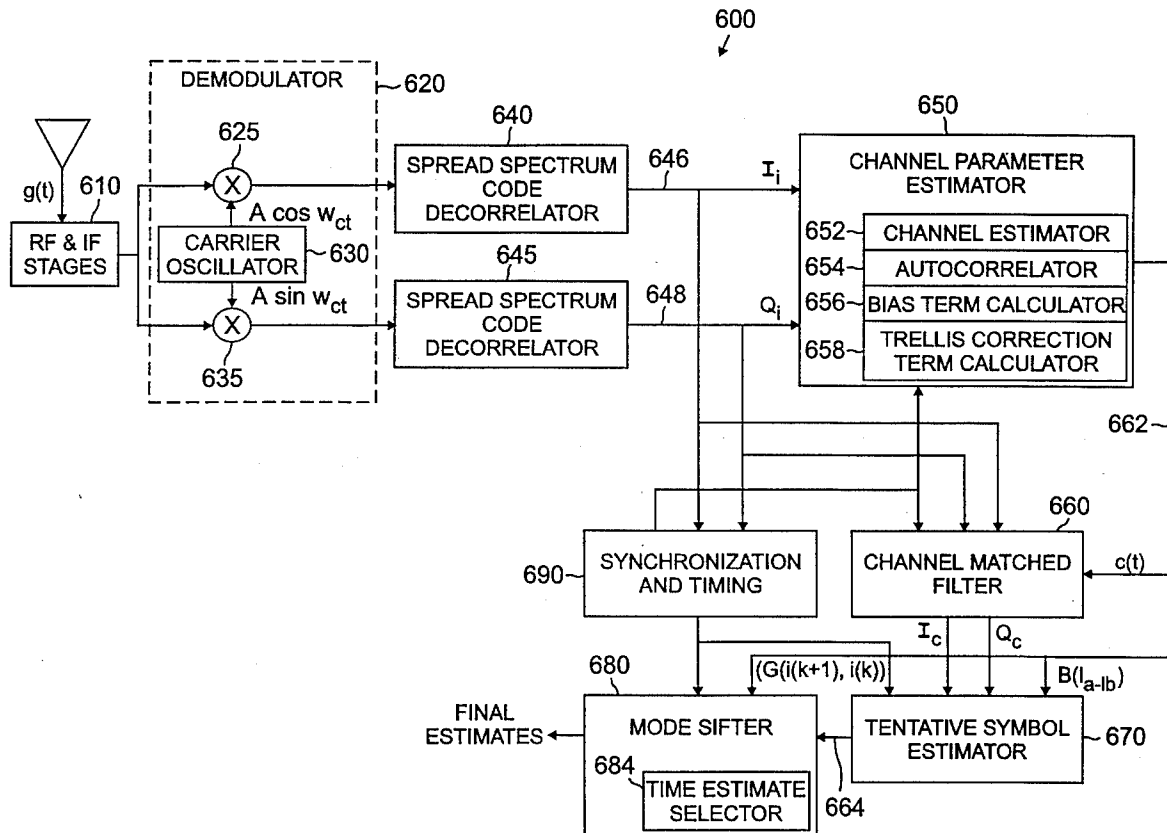 600
DEMODULATOR
620
640
650
625
646
g(t)
610
SPREAD SPECTRUM
CODE
DECORRELATOR
I_i
CHANNEL PARAMETER
ESTIMATOR
X
A cos w_ct
RF & IF
STAGES
CARRIER
OSCILLATOR
630
645
652
CHANNEL ESTIMATOR
654
AUTOCORRELATOR
A sin w_ct
648
Q_i
656
BIAS TERM CALCULATOR
X
SPREAD SPECTRUM
CODE
DECORRELATOR
658
TRELLIS CORRECTION
TERM CALCULATOR
635
662
660
690
SYNCHRONIZATION
AND TIMING
CHANNEL MATCHED
FILTER
c(t)
I_c
Q_c
680
(G(i(k+1), i(k))
B(I_a-Ib)
FINAL
ESTIMATES
MODE SIFTER
TENTATIVE SYMBOL
ESTIMATOR
670
684
TIME ESTIMATE
SELECTOR
664